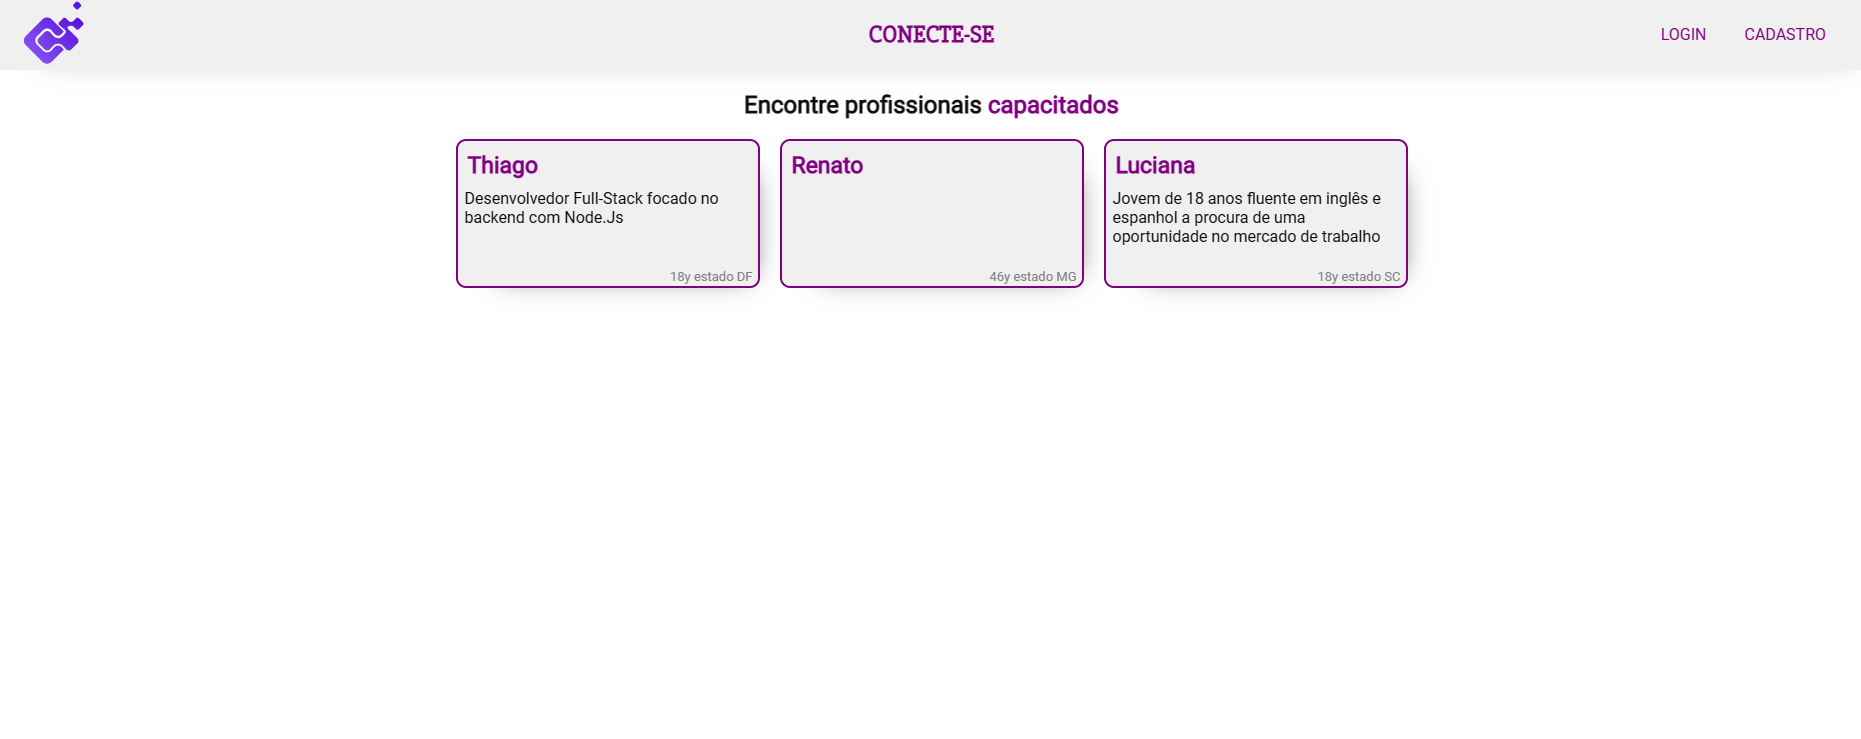 CONECTE-SE
LOGIN
CADASTRO
Encontre profissionais capacitados
Thiago
Desenvolvedor Full-Stack focado no
backend com Node.Js
18y estado DF
Renato
46y estado MG
Luciana
Jovem de 18 anos fluente em inglês e
espanhol a procura de uma
oportunidade no mercado de trabalho
18y estado SC